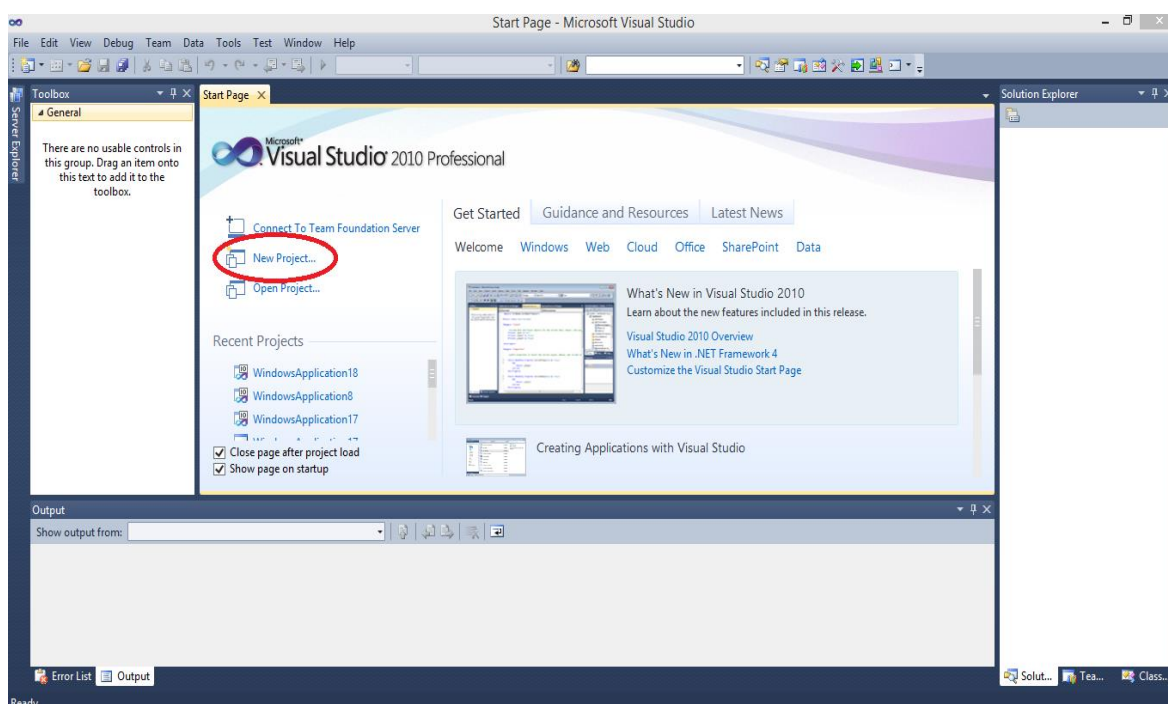 Start Page - Microsoft Visual Studio
File Edit View Debug Team Data Tools Test Window Help
Server Explorer
Toolbox
General
There are no usable controls in
this group. Drag an item onto
this text to add it to the
toolbox.
Start Page
Microsoft
Visual Studio 2010 Professional
Connect To Team Foundation Server
New Project...
Open Project...
Recent Projects
WindowsApplication18
WindowsApplication8
WindowsApplication17
Close page after project load
Show page on startup
Get Started Guidance and Resources Latest News
Welcome Windows Web Cloud Office SharePoint Data
What's New in Visual Studio 2010
Learn about the new features included in this release.
Visual Studio 2010 Overview
What's New in .NET Framework 4
Customize the Visual Studio Start Page
Creating Applications with Visual Studio
Solution Explorer
Output
Show output from:
Error List Output
Solut... Tea... Class...
Ready